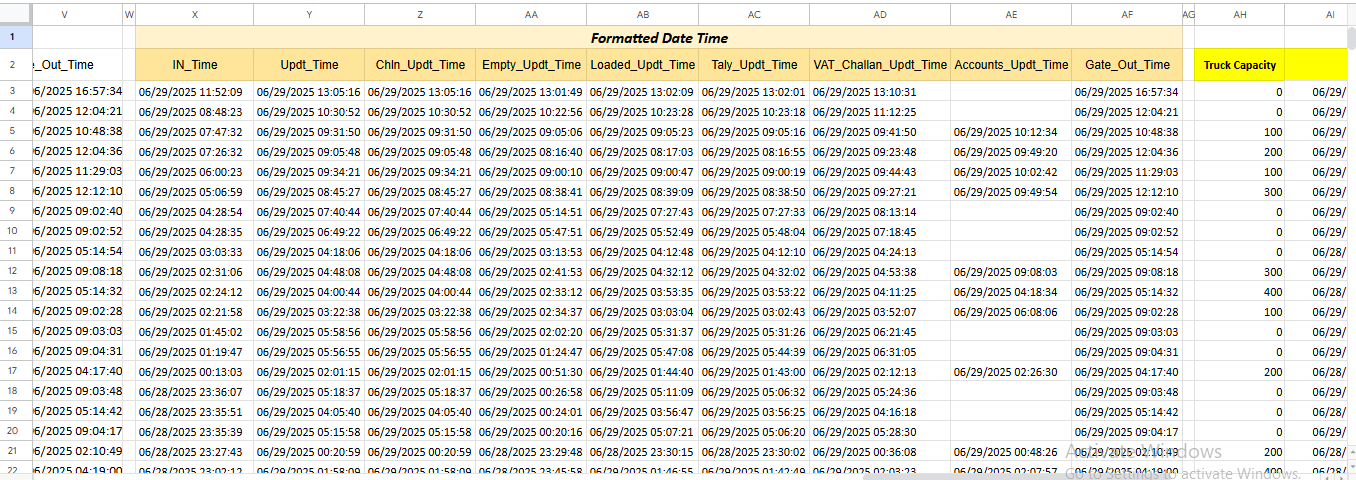 V W X Y Z AA AB AC AD AE AF AG AH AI
1 Formatted Date Time
2 _Out_Time IN_Time Updt_Time Chln_Updt_Time Empty_Updt_Time Loaded_Updt_Time Taly_Updt_Time VAT_Challan_Updt_Time Accounts_Updt_Time Gate_Out_Time Truck Capacity
3 6/2025 16:57:34 06/29/2025 11:52:09 06/29/2025 13:05:16 06/29/2025 13:05:16 06/29/2025 13:01:49 06/29/2025 13:02:09 06/29/2025 13:02:01 06/29/2025 13:10:31 06/29/2025 16:57:34 0 06/29/
4 6/2025 12:04:21 06/29/2025 08:48:23 06/29/2025 10:30:52 06/29/2025 10:30:52 06/29/2025 10:22:56 06/29/2025 10:23:28 06/29/2025 10:23:18 06/29/2025 11:12:25 06/29/2025 12:04:21 0 06/29/
5 6/2025 10:48:38 06/29/2025 07:47:32 06/29/2025 09:31:50 06/29/2025 09:31:50 06/29/2025 09:05:06 06/29/2025 09:05:23 06/29/2025 09:05:16 06/29/2025 09:41:50 06/29/2025 10:12:34 06/29/2025 10:48:38 100 06/29/
6 6/2025 12:04:36 06/29/2025 07:26:32 06/29/2025 09:05:48 06/29/2025 09:05:48 06/29/2025 08:16:40 06/29/2025 08:17:03 06/29/2025 08:16:55 06/29/2025 09:23:48 06/29/2025 09:49:20 06/29/2025 12:04:36 200 06/29/
7 6/2025 11:29:03 06/29/2025 06:00:23 06/29/2025 09:34:21 06/29/2025 09:34:21 06/29/2025 09:00:10 06/29/2025 09:00:47 06/29/2025 09:00:19 06/29/2025 09:44:43 06/29/2025 10:02:42 06/29/2025 11:29:03 100 06/29/
8 6/2025 12:12:10 06/29/2025 05:06:59 06/29/2025 08:45:27 06/29/2025 08:45:27 06/29/2025 08:38:41 06/29/2025 08:39:09 06/29/2025 08:38:50 06/29/2025 09:27:21 06/29/2025 09:49:54 06/29/2025 12:12:10 300 06/29/
9 6/2025 09:02:40 06/29/2025 04:28:54 06/29/2025 07:40:44 06/29/2025 07:40:44 06/29/2025 05:14:51 06/29/2025 07:27:43 06/29/2025 07:27:33 06/29/2025 08:13:14 06/29/2025 09:02:40 0 06/29/
10 6/2025 09:02:52 06/29/2025 04:28:35 06/29/2025 06:49:22 06/29/2025 06:49:22 06/29/2025 05:47:51 06/29/2025 05:52:49 06/29/2025 05:48:04 06/29/2025 07:18:45 06/29/2025 09:02:52 0 06/29/
11 6/2025 05:14:54 06/29/2025 03:03:33 06/29/2025 04:18:06 06/29/2025 04:18:06 06/29/2025 03:13:53 06/29/2025 04:12:48 06/29/2025 04:12:10 06/29/2025 04:24:13 06/29/2025 05:14:54 0 06/28/
12 6/2025 09:08:18 06/29/2025 02:31:06 06/29/2025 04:48:08 06/29/2025 04:48:08 06/29/2025 02:41:53 06/29/2025 04:32:12 06/29/2025 04:32:02 06/29/2025 04:53:38 06/29/2025 09:08:03 06/29/2025 09:08:18 300 06/29/
13 6/2025 05:14:32 06/29/2025 02:24:12 06/29/2025 04:00:44 06/29/2025 04:00:44 06/29/2025 02:33:12 06/29/2025 03:53:35 06/29/2025 03:53:22 06/29/2025 04:11:25 06/29/2025 04:18:34 06/29/2025 05:14:32 400 06/28/
14 6/2025 09:02:28 06/29/2025 02:21:58 06/29/2025 03:22:38 06/29/2025 03:22:38 06/29/2025 02:34:37 06/29/2025 03:03:04 06/29/2025 03:02:43 06/29/2025 03:52:07 06/29/2025 06:08:06 06/29/2025 09:02:28 100 06/29/
15 6/2025 09:03:03 06/29/2025 01:45:02 06/29/2025 05:58:56 06/29/2025 05:58:56 06/29/2025 02:02:20 06/29/2025 05:31:37 06/29/2025 05:31:26 06/29/2025 06:21:45 06/29/2025 09:03:03 0 06/29/
16 6/2025 09:04:31 06/29/2025 01:19:47 06/29/2025 05:56:55 06/29/2025 05:56:55 06/29/2025 01:24:47 06/29/2025 05:47:08 06/29/2025 05:44:39 06/29/2025 06:31:05 06/29/2025 09:04:31 0 06/29/
17 6/2025 04:17:40 06/29/2025 00:13:03 06/29/2025 02:01:15 06/29/2025 02:01:15 06/29/2025 00:51:30 06/29/2025 01:44:40 06/29/2025 01:43:00 06/29/2025 02:12:13 06/29/2025 02:26:30 06/29/2025 04:17:40 200 06/28/
18 6/2025 09:03:48 06/28/2025 23:36:07 06/29/2025 05:18:37 06/29/2025 05:18:37 06/29/2025 00:26:58 06/29/2025 05:11:09 06/29/2025 05:06:32 06/29/2025 05:24:36 06/29/2025 09:03:48 0 06/29/
19 6/2025 05:14:42 06/28/2025 23:35:51 06/29/2025 04:05:40 06/29/2025 04:05:40 06/29/2025 00:24:01 06/29/2025 03:56:47 06/29/2025 03:56:25 06/29/2025 04:16:18 06/29/2025 05:14:42 0 06/28/
20 6/2025 09:04:17 06/28/2025 23:35:39 06/29/2025 05:15:58 06/29/2025 05:15:58 06/29/2025 00:20:16 06/29/2025 05:07:21 06/29/2025 05:06:20 06/29/2025 05:28:30 06/29/2025 09:04:17 0 06/29/
21 6/2025 02:10:49 06/28/2025 23:27:43 06/29/2025 00:20:59 06/29/2025 00:20:59 06/28/2025 23:29:48 06/28/2025 23:30:15 06/28/2025 23:30:02 06/29/2025 00:36:08 06/29/2025 00:48:26 06/29/2025 02:10:49 200 06/28/
22 6/2025 04:19:00 06/28/2025 23:02:12 06/29/2025 01:58:09 06/29/2025 01:58:09 06/28/2025 23:45:58 06/29/2025 01:46:55 06/29/2025 01:42:49 06/29/2025 02:03:23 06/29/2025 02:07:57 06/29/2025 04:19:00 400 06/28/
Activate Windows
Go to Settings to activate Windows.